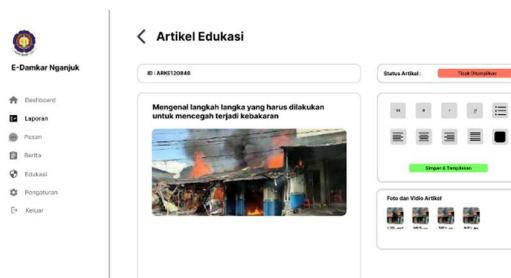 Artikel Edukasi
E-Damkar Nganjuk
ID : ARKE120846
Status Artikel :
Tidak Ditampilkan
Dashboard
Laporan
Pesan
Berita
Edukasi
Pengaturan
Keluar
Mengenal langkah langka yang harus dilakukan
untuk mencegah terjadi kebakaran
Simpan & Tampilkan
Foto dan Vidio Artikel